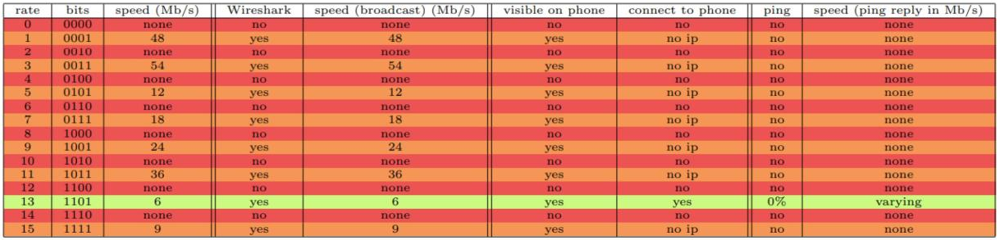 rate bits speed (Mb/s) Wireshark speed (broadcast) (Mb/s) visible on phone connect to phone ping speed (ping reply in Mb/s)
0 0000 none no none no no no none
1 0001 48 yes 48 yes no ip no none
2 0010 none no none no no no none
3 0011 54 yes 54 yes no ip no none
4 0100 none no none no no no none
5 0101 12 yes 12 yes no ip no none
6 0110 none no none no no no none
7 0111 18 yes 18 yes no ip no none
8 1000 none no none no no no none
9 1001 24 yes 24 yes no ip no none
10 1010 none no none no no no none
11 1011 36 yes 36 yes no ip no none
12 1100 none no none no no no none
13 1101 6 yes 6 yes yes 0% varying
14 1110 none no none no no no none
15 1111 9 yes 9 yes no ip no none